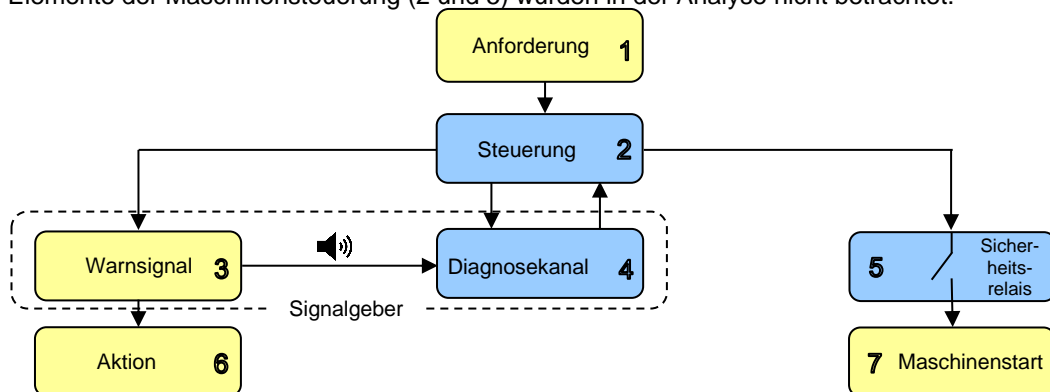 Elemente der Maschinensteuerung (2 und 5) wurden in der Analyse nicht betrachtet.
Anforderung 1
Steuerung 2
Warnsignal 3
Diagnosekanal 4
5 Sicher-
heits-
relais
Signalgeber
Aktion 6
7 Maschinenstart